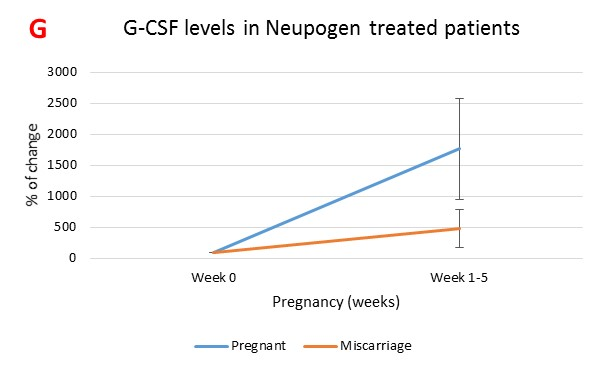 G
G-CSF levels in Neupogen treated patients
% of change
3000
2500
2000
1500
1000
500
0
Week 0
Week 1-5
Pregnancy (weeks)
Pregnant
Miscarriage